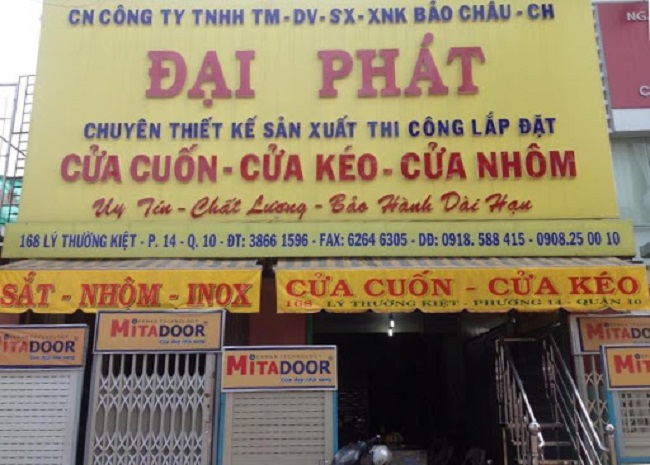 CN CÔNG TY TNHH TM-DV-SX-XNK BẢO CHÂU-CH
ĐẠI PHÁT
CHUYÊN THIẾT KẾ SẢN XUẤT THI CÔNG LẮP ĐẶT
CỬA CUỐN-CỬA KÉO-CỬA NHÔM
Uy Tín - Chất Lượng - Bảo Hành Dài Hạn
168 LÝ THƯỜNG KIỆT - P. 14 - Q. 10 - ĐT: 3866 1596 - FAX: 6264 6305 - DĐ: 0918. 588 415 - 0908.25 00 10
NG
C
SẮT - NHÔM - INOX
CỬA CUỐN - CỬA KÉO
168 LÝ THƯỜNG KIỆT - PHƯỜNG 14 - QUẬN 10
MITADOOR
MITADOOR
MITADOOR
MITADOOR
MITADOOR